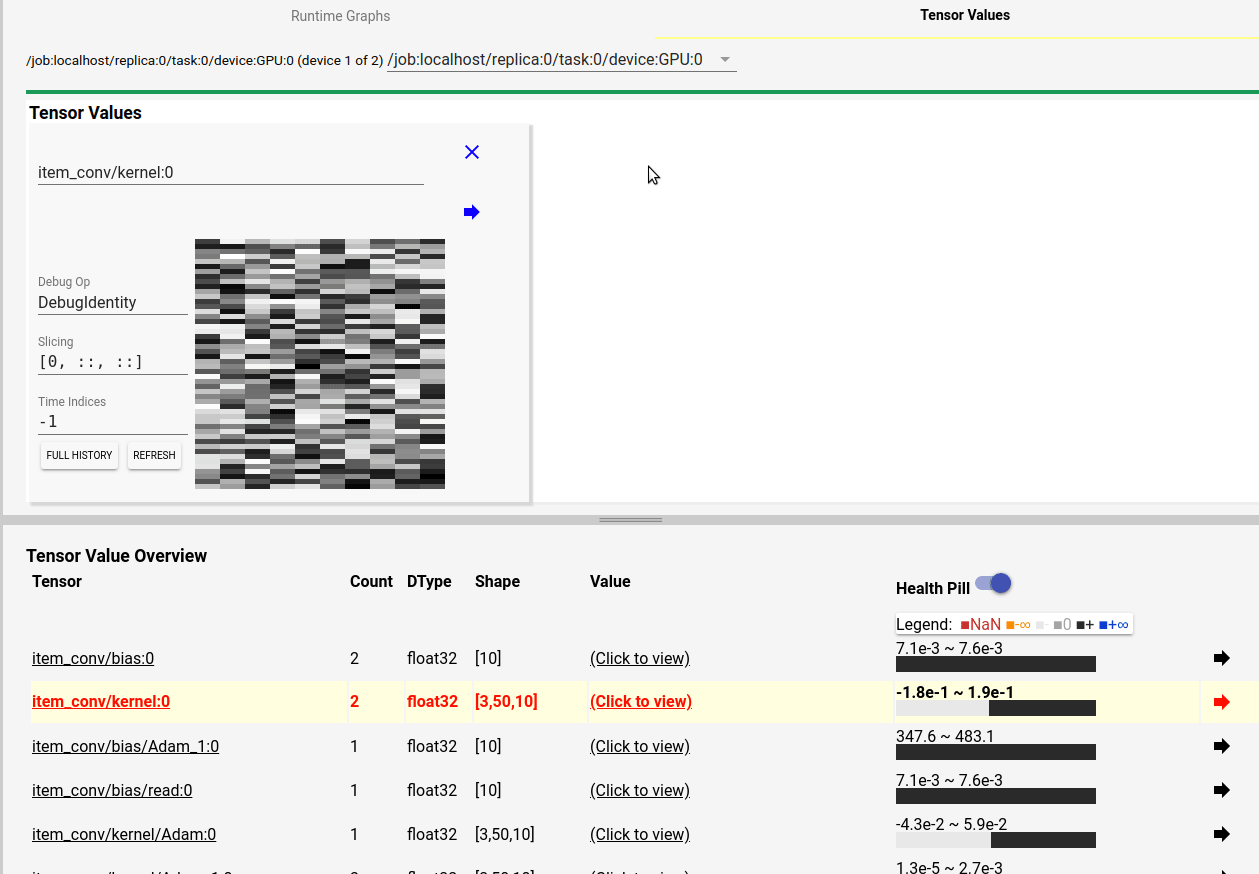 Runtime Graphs Tensor Values
/job:localhost/replica:0/task:0/device:GPU:0 (device 1 of 2) /job:localhost/replica:0/task:0/device:GPU:0
Tensor Values
item_conv/kernel:0
Debug Op
DebugIdentity
Slicing
[0, ::, ::]
Time Indices
-1
FULL HISTORY REFRESH
Tensor Value Overview
Tensor Count DType Shape Value Health Pill
Legend: NaN -∞ - 0 + +∞
item_conv/bias:0 2 float32 [10] (Click to view) 7.1e-3 ~ 7.6e-3
item_conv/kernel:0 2 float32 [3,50,10] (Click to view) -1.8e-1 ~ 1.9e-1
item_conv/bias/Adam_1:0 1 float32 [10] (Click to view) 347.6 ~ 483.1
item_conv/bias/read:0 1 float32 [10] (Click to view) 7.1e-3 ~ 7.6e-3
item_conv/kernel/Adam:0 1 float32 [3,50,10] (Click to view) -4.3e-2 ~ 5.9e-2
1.3e-5 ~ 2.7e-3